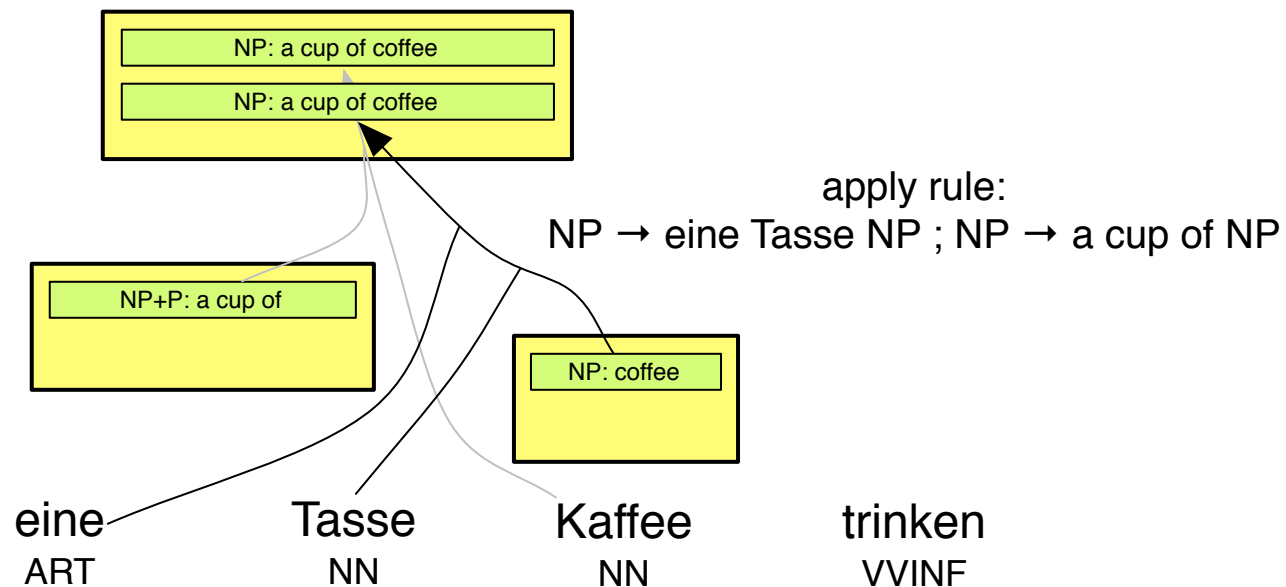 NP: a cup of coffee
NP: a cup of coffee
apply rule:
NP → eine Tasse NP ; NP → a cup of NP
NP+P: a cup of
NP: coffee
eine Tasse Kaffee trinken
ART NN NN VVINF